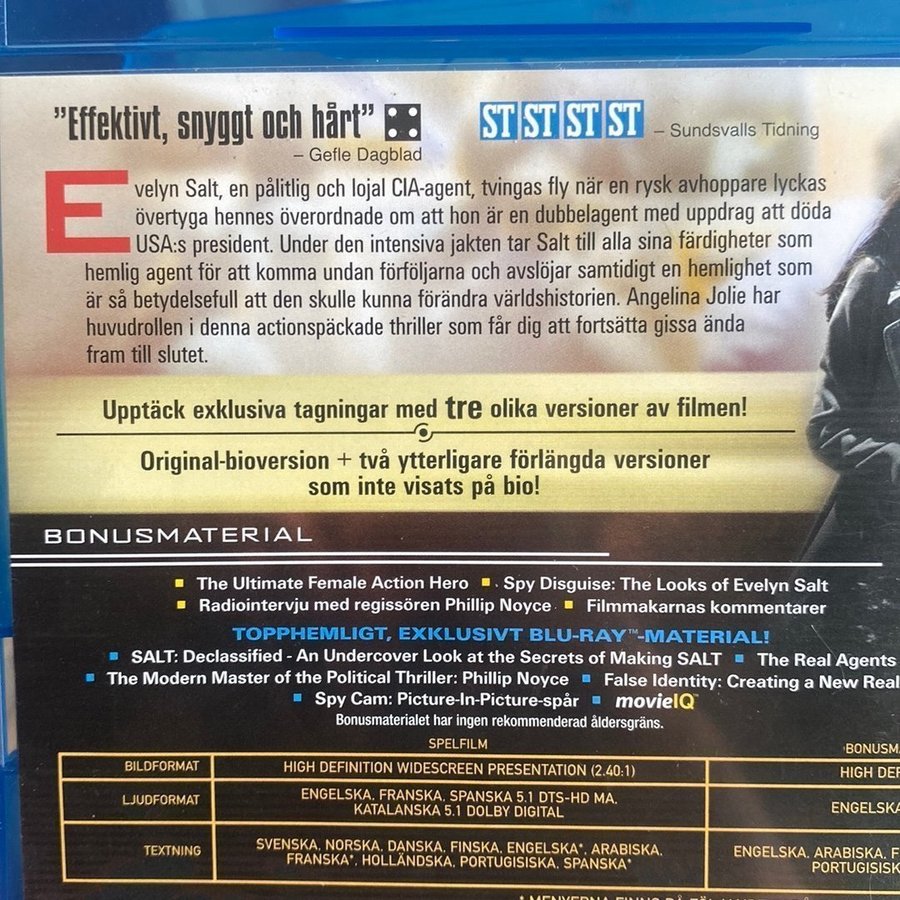 "Effektivt, snyggt och hårt"
– Gefle Dagblad
ST ST ST ST – Sundsvalls Tidning
Evelyn Salt, en pålitlig och lojal CIA-agent, tvingas fly när en rysk avhoppare lyckas
övertyga hennes överordnade om att hon är en dubbelagent med uppdrag att döda
USA:s president. Under den intensiva jakten tar Salt till alla sina färdigheter som
hemlig agent för att komma undan förföljarna och avslöjar samtidigt en hemlighet som
är så betydelsefull att den skulle kunna förändra världshistorien. Angelina Jolie har
huvudrollen i denna actionspäckade thriller som får dig att fortsätta gissa ända
fram till slutet.
Upptäck exklusiva tagningar med tre olika versioner av filmen!
Original-bioversion + två ytterligare förlängda versioner
som inte visats på bio!
BONUSMATERIAL
The Ultimate Female Action Hero ▪ Spy Disguise: The Looks of Evelyn Salt
Radiointervju med regissören Phillip Noyce ▪ Filmmakarnas kommentarer
TOPPHEMLIGT, EXKLUSIVT BLU-RAY™-MATERIAL!
SALT: Declassified - An Undercover Look at the Secrets of Making SALT ▪ The Real Agents
The Modern Master of the Political Thriller: Phillip Noyce ▪ False Identity: Creating a New Real
Spy Cam: Picture-In-Picture-spår ▪ movieIQ™
Bonusmaterialet har ingen rekommenderad åldersgräns.
SPELFILM BONUSMA
BILDFORMAT HIGH DEFINITION WIDESCREEN PRESENTATION (2.40:1) HIGH DEF
LJUDFORMAT ENGELSKA, FRANSKA, SPANSKA 5.1 DTS-HD MA, ENGELSKA
KATALANSKA 5.1 DOLBY DIGITAL
TEXTNING SVENSKA, NORSKA, DANSKA, FINSKA, ENGELSKA*, ARABISKA, ENGELSKA, ARABISKA, F
FRANSKA*, HOLLÄNDSKA, PORTUGISISKA, SPANSKA* PORTUGISISK